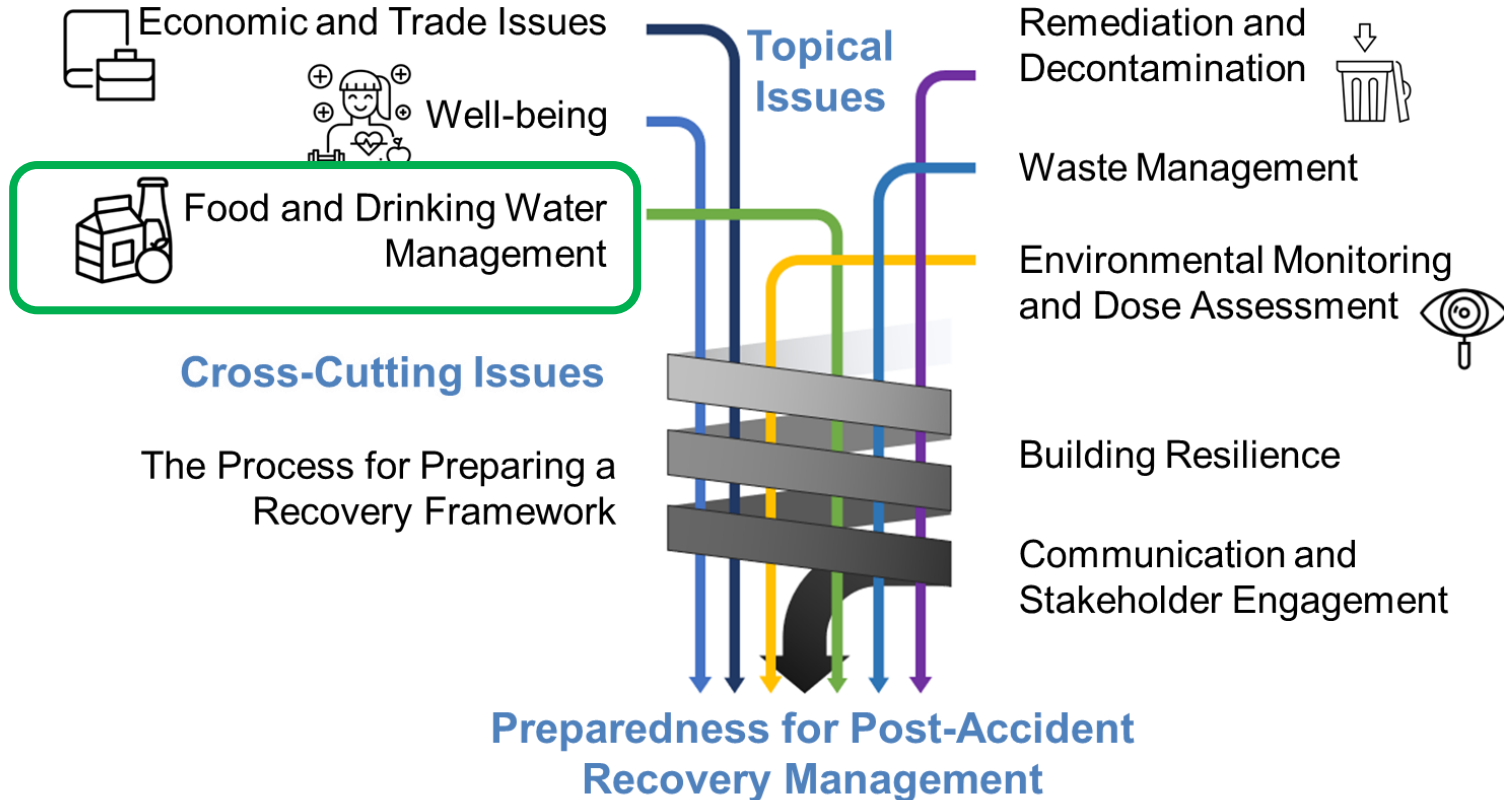 Economic and Trade Issues
Well-being
Food and Drinking Water
Management
Topical
Issues
Remediation and
Decontamination
Waste Management
Environmental Monitoring
and Dose Assessment
Cross-Cutting Issues
The Process for Preparing a
Recovery Framework
Building Resilience
Communication and
Stakeholder Engagement
Preparedness for Post-Accident
Recovery Management